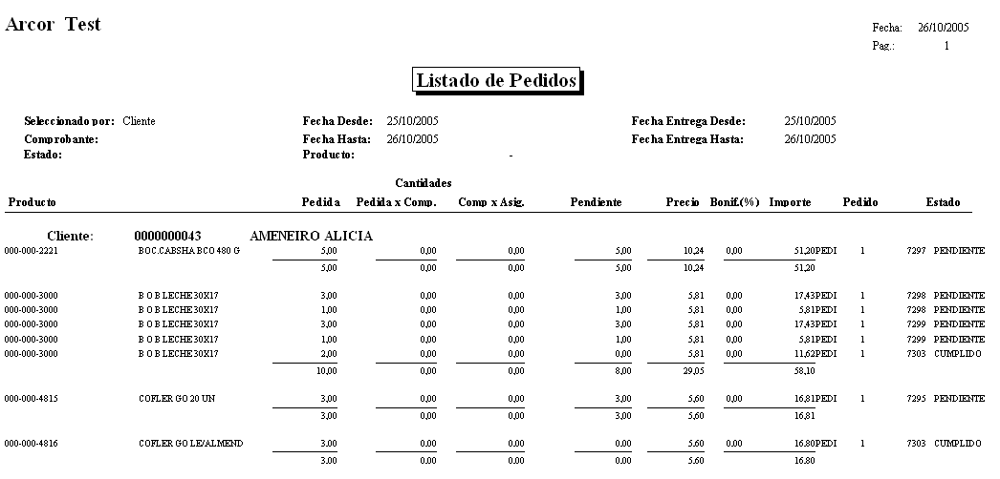 Arcor Test
Fecha: 26/10/2005
Pag.: 1
Listado de Pedidos
Seleccionado por: Cliente Fecha Desde: 25/10/2005 Fecha Entrega Desde: 25/10/2005
Comprobante: Fecha Hasta: 26/10/2005 Fecha Entrega Hasta: 26/10/2005
Estado: Producto: -
Cantidades
Producto Pedida Pedida x Comp. Comp x Asig. Pendiente Precio Bonif.(%) Importe Pedido Estado
Cliente: 0000000043 AMENEIRO ALICIA
000-000-2221 BOC.CABSHA BCO 480 G 5,00 0,00 0,00 5,00 10,24 0,00 51,20PEDI 1 7297 PENDIENTE
5,00 0,00 0,00 5,00 10,24 51,20
000-000-3000 B O B LECHE30X17 3,00 0,00 0,00 3,00 5,81 0,00 17,43PEDI 1 7298 PENDIENTE
000-000-3000 B O B LECHE30X17 1,00 0,00 0,00 1,00 5,81 0,00 5,81PEDI 1 7298 PENDIENTE
000-000-3000 B O B LECHE30X17 3,00 0,00 0,00 3,00 5,81 0,00 17,43PEDI 1 7299 PENDIENTE
000-000-3000 B O B LECHE30X17 1,00 0,00 0,00 1,00 5,81 0,00 5,81PEDI 1 7299 PENDIENTE
000-000-3000 B O B LECHE30X17 2,00 0,00 0,00 0,00 5,81 0,00 11,62PEDI 1 7303 CUMPLIDO
10,00 0,00 0,00 8,00 29,05 58,10
000-000-4815 COFLER GO 20 UN 3,00 0,00 0,00 3,00 5,60 0,00 16,81PEDI 1 7295 PENDIENTE
3,00 0,00 0,00 3,00 5,60 16,81
000-000-4816 COFLER GO LE/ALMEND 3,00 0,00 0,00 0,00 5,60 0,00 16,80PEDI 1 7303 CUMPLIDO
3,00 0,00 0,00 0,00 5,60 16,80